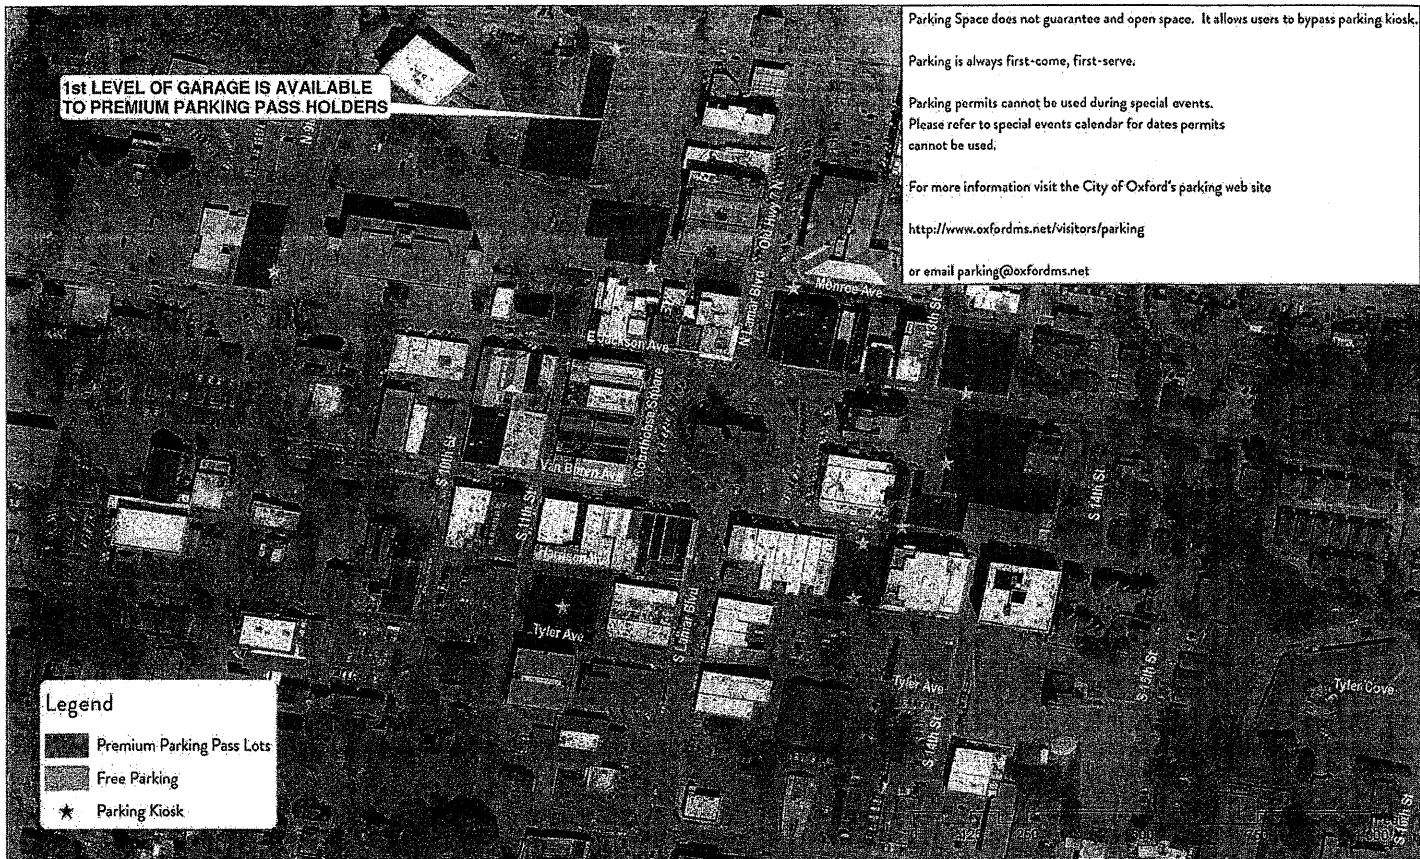 Parking Space does not guarantee and open space. It allows users to bypass parking kiosk.
Parking is always first-come, first-serve.
Parking permits cannot be used during special events.
Please refer to special events calendar for dates permits
cannot be used.
For more information visit the City of Oxford's parking web site
http://www.oxfordms.net/visitors/parking
or email parking@oxfordms.net
1st LEVEL OF GARAGE IS AVAILABLE
TO PREMIUM PARKING PASS HOLDERS
N Lamar Blvd
Monroe Ave
N 13th St
E Jackson Ave
Courthouse Square
S 10th St
Van Buren Ave
S 11th St
Harrison Ave
S 14th St
Tyler Ave
S Lamar Blvd
Tyler Ave
S 14th St
S 15th St
Tyler Cove
S 16th St
Legend
Premium Parking Pass Lots
Free Parking
Parking Kiosk